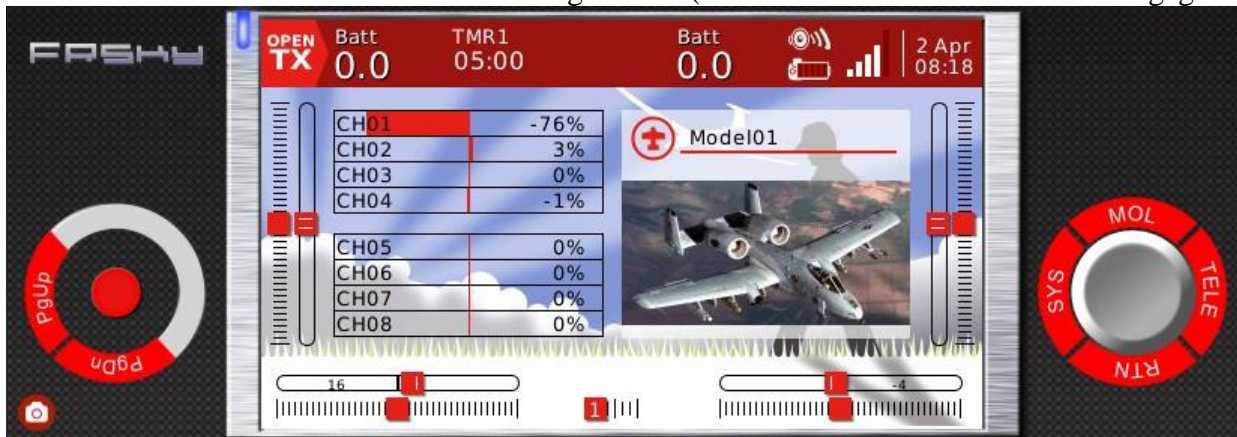 FASKY
OPEN TX
Batt
0.0
TMR1
05:00
Batt
0.0
2 Apr
08:18
CH01 -76%
CH02 3%
CH03 0%
CH04 -1%
CH05 0%
CH06 0%
CH07 0%
CH08 0%
Model01
PgUp
PgDn
MOL
TELE
SYS
RTN
16
1
-4